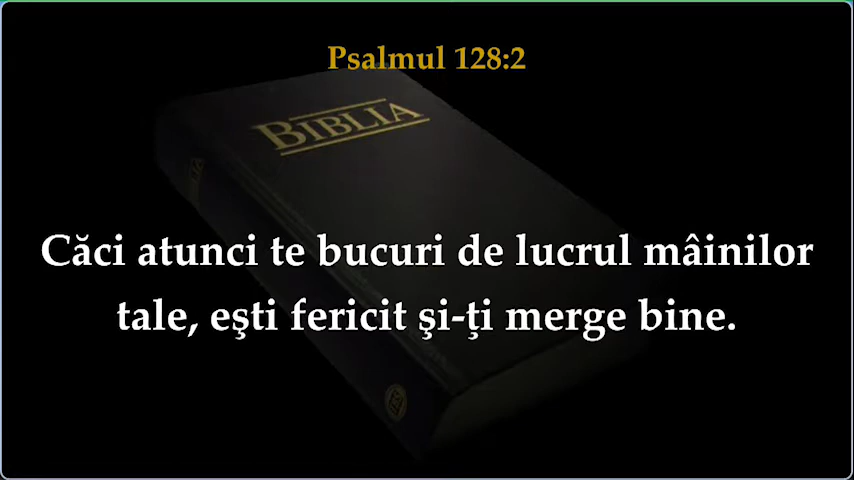 Psalmul 128:2
BIBLIA
Căci atunci te bucuri de lucrul mâinilor
tale, eşti fericit şi-ţi merge bine.